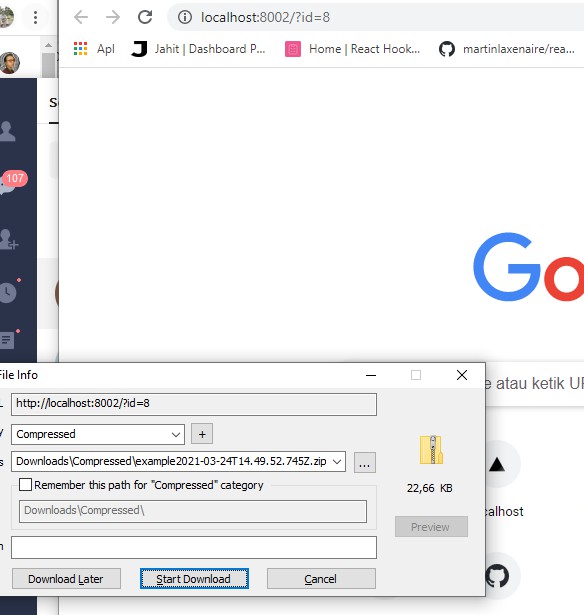 localhost:8002/?id=8
Apl
Jahit | Dashboard P...
Home | React Hook...
martinlaxenaire/rea...
S
107
Go
e atau ketik UR
calhost
File Info
L
http://localhost:8002/?id=8
y
Compressed
+
s
Downloads\Compressed\example2021-03-24T14.49.52.745Z.zip
...
Remember this path for "Compressed" category
Downloads\Compressed\
22,66 KB
Preview
n
Download Later
Start Download
Cancel